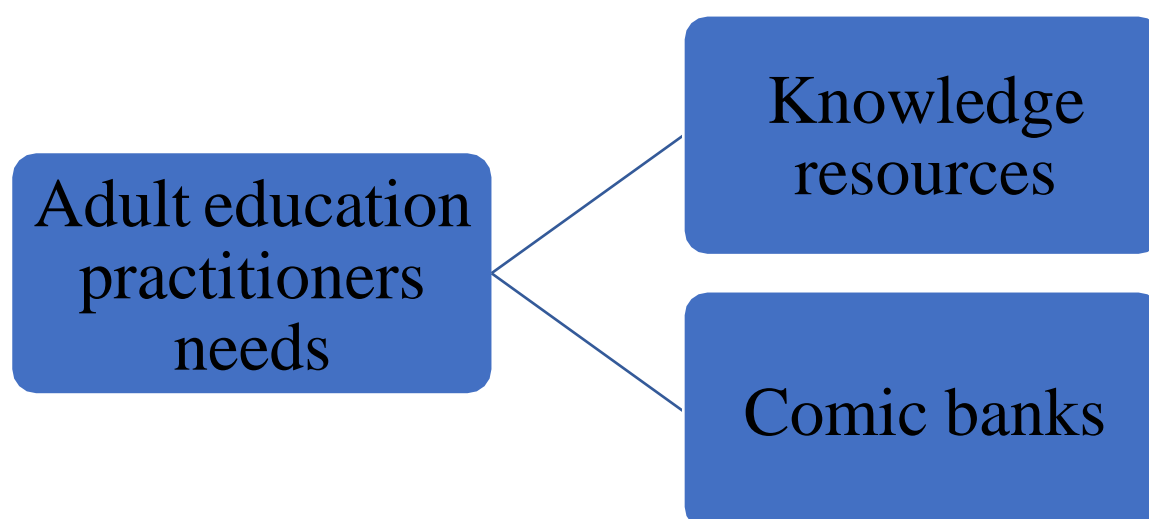 Adult education
practitioners
needs
Knowledge
resources
Comic banks